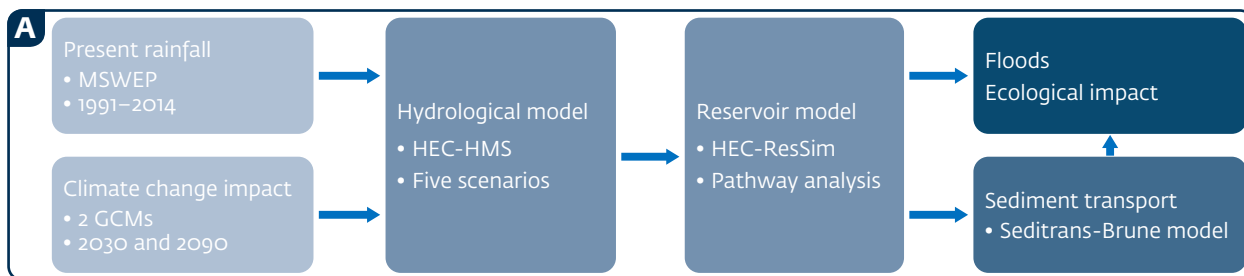 A
Present rainfall
• MSWEP
• 1991–2014
Climate change impact
• 2 GCMs
• 2030 and 2090
Hydrological model
• HEC-HMS
• Five scenarios
Reservoir model
• HEC-ResSim
• Pathway analysis
Floods
Ecological impact
Sediment transport
• Seditrans-Brune model